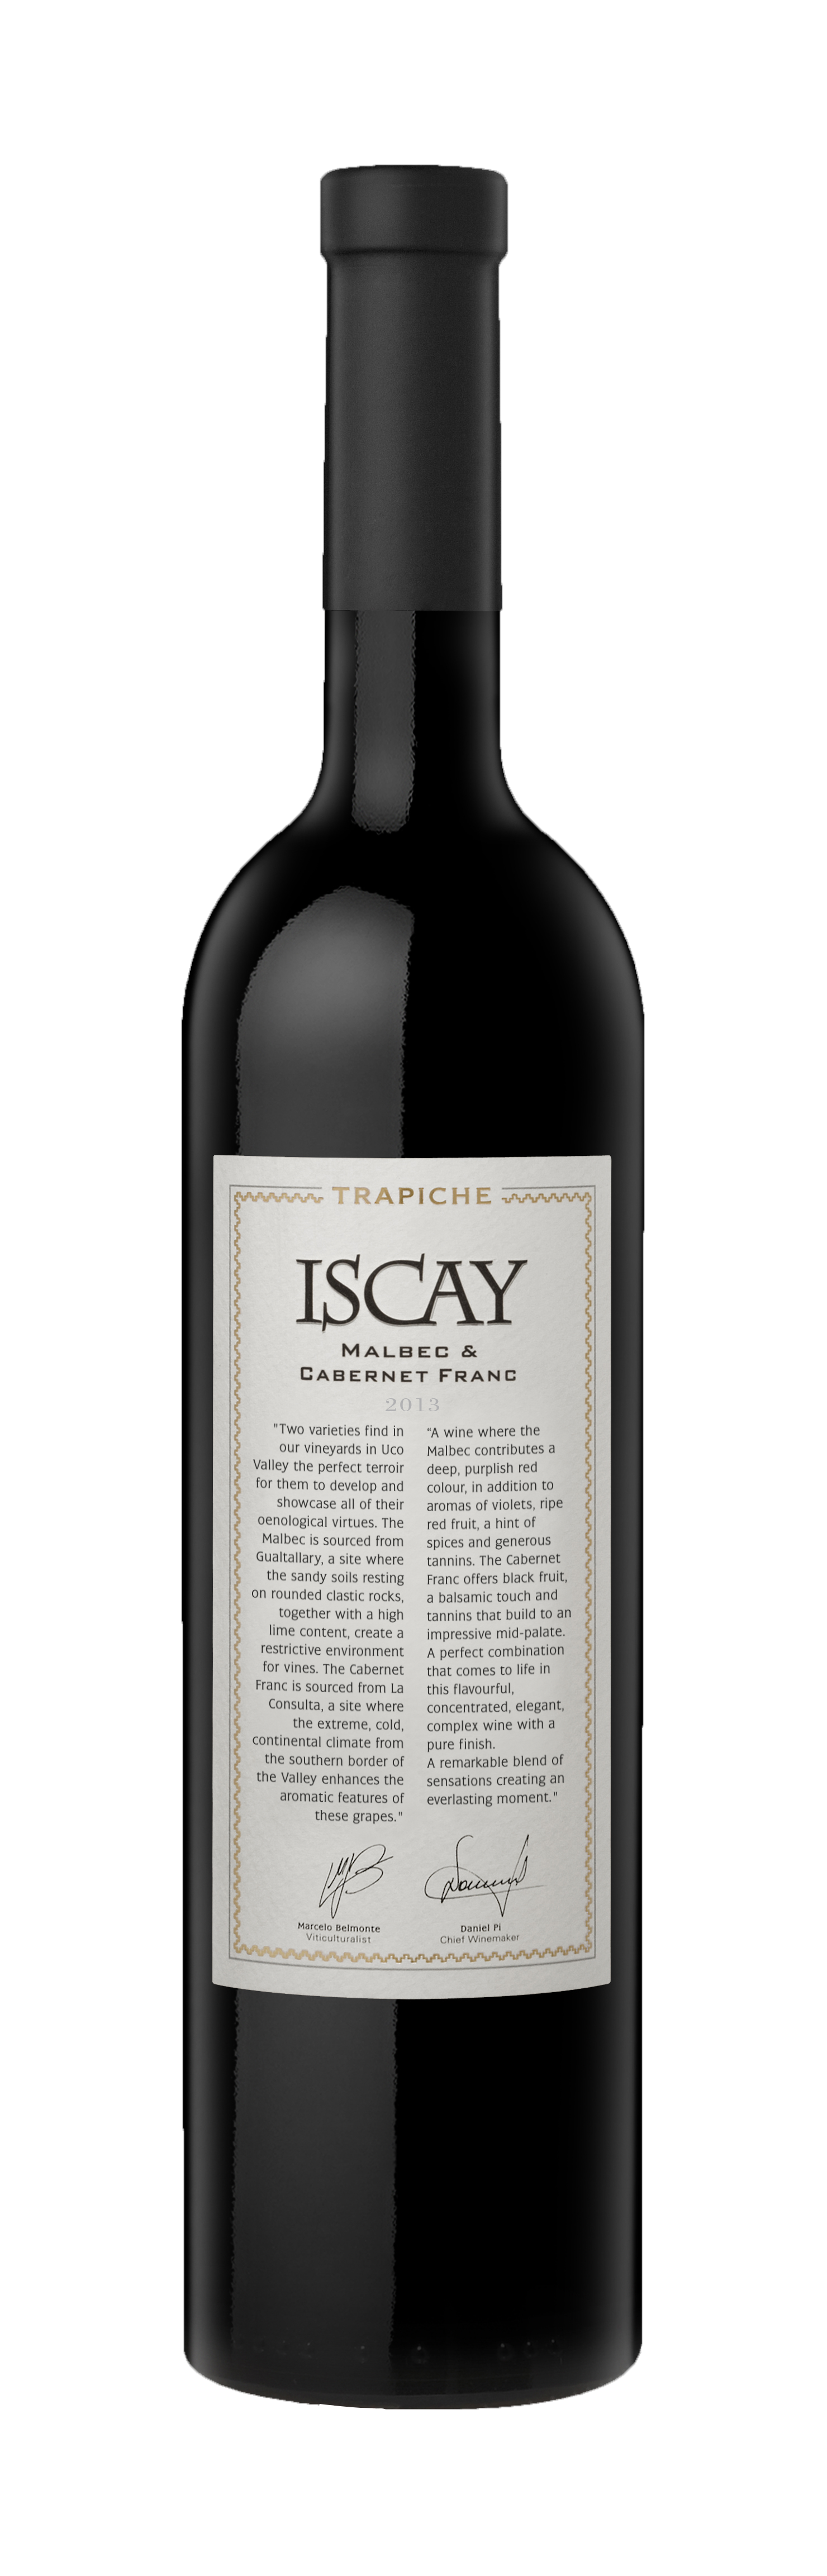 TRAPICHE
ISCAY
MALBEC &
CABERNET FRANC
2013
"Two varieties find in
our vineyards in Uco
Valley the perfect terroir
for them to develop and
showcase all of their
oenological virtues. The
Malbec is sourced from
Gualtallary, a site where
the sandy soils resting
on rounded clastic rocks,
together with a high
lime content, create a
restrictive environment
for vines. The Cabernet
Franc is sourced from La
Consulta, a site where
the extreme, cold,
continental climate from
the southern border of
the Valley enhances the
aromatic features of
these grapes."
“A wine where the
Malbec contributes a
deep, purplish red
colour, in addition to
aromas of violets, ripe
red fruit, a hint of
spices and generous
tannins. The Cabernet
Franc offers black fruit,
a balsamic touch and
tannins that build to an
impressive mid-palate.
A perfect combination
that comes to life in
this flavourful,
concentrated, elegant,
complex wine with a
pure finish.
A remarkable blend of
sensations creating an
everlasting moment."
Marcelo Belmonte
Viticulturalist
Daniel Pi
Chief Winemaker